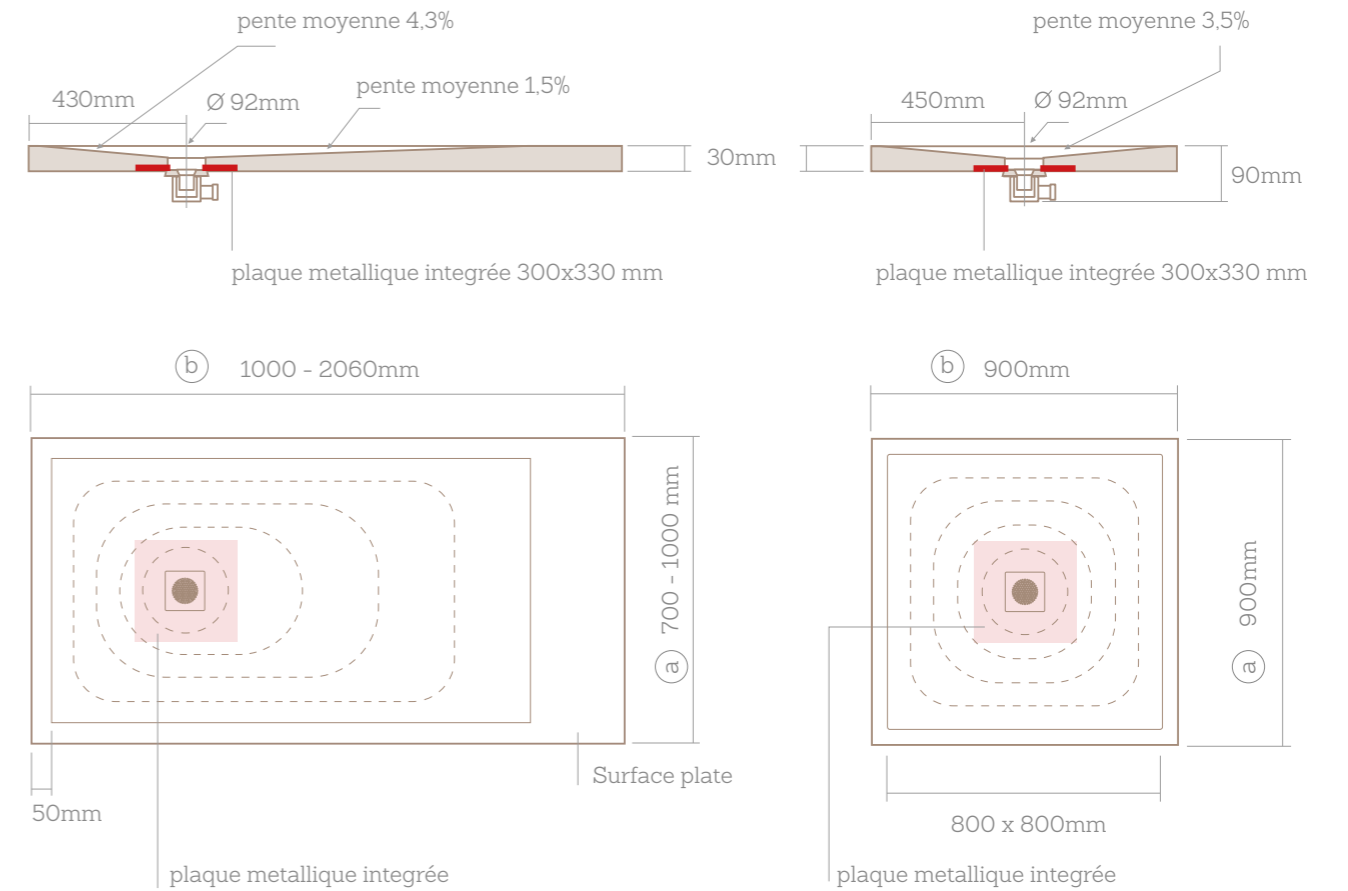 pente moyenne 4,3%
pente moyenne 3,5%
pente moyenne 1,5%
430mm
Ø 92mm
450mm
Ø 92mm
30mm
90mm
plaque metallique integrée 300x330 mm
plaque metallique integrée 300x330 mm
b 1000 - 2060mm
b 900mm
a 700 - 1000 mm
a 900mm
Surface plate
50mm
800 x 800mm
plaque metallique integrée
plaque metallique integrée